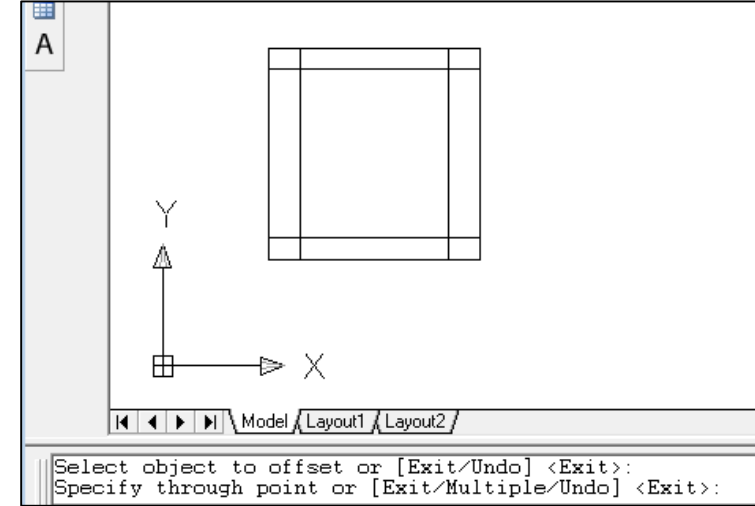 A
Y
X
Model Layout1 Layout2
Select object to offset or [Exit/Undo] <Exit>:
Specify through point or [Exit/Multiple/Undo] <Exit>: